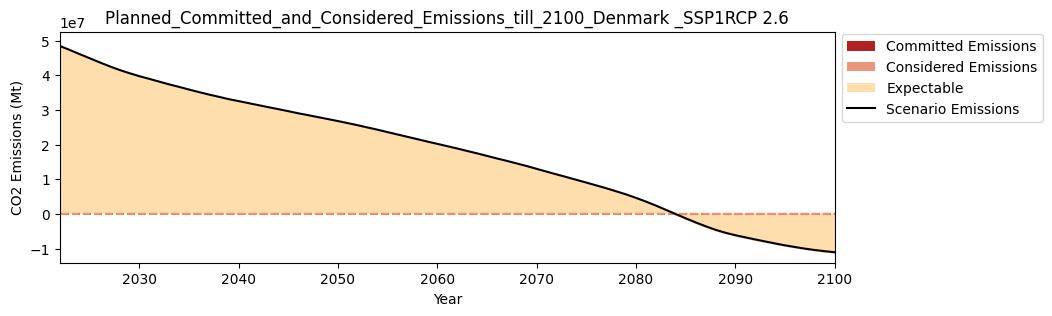 Planned_Committed_and_Considered_Emissions_till_2100_Denmark _SSP1RCP 2.6
1e7
5
4
3
2
1
0
−1
CO2 Emissions (Mt)
2030 2040 2050 2060 2070 2080 2090 2100
Year
Committed Emissions
Considered Emissions
Expectable
Scenario Emissions